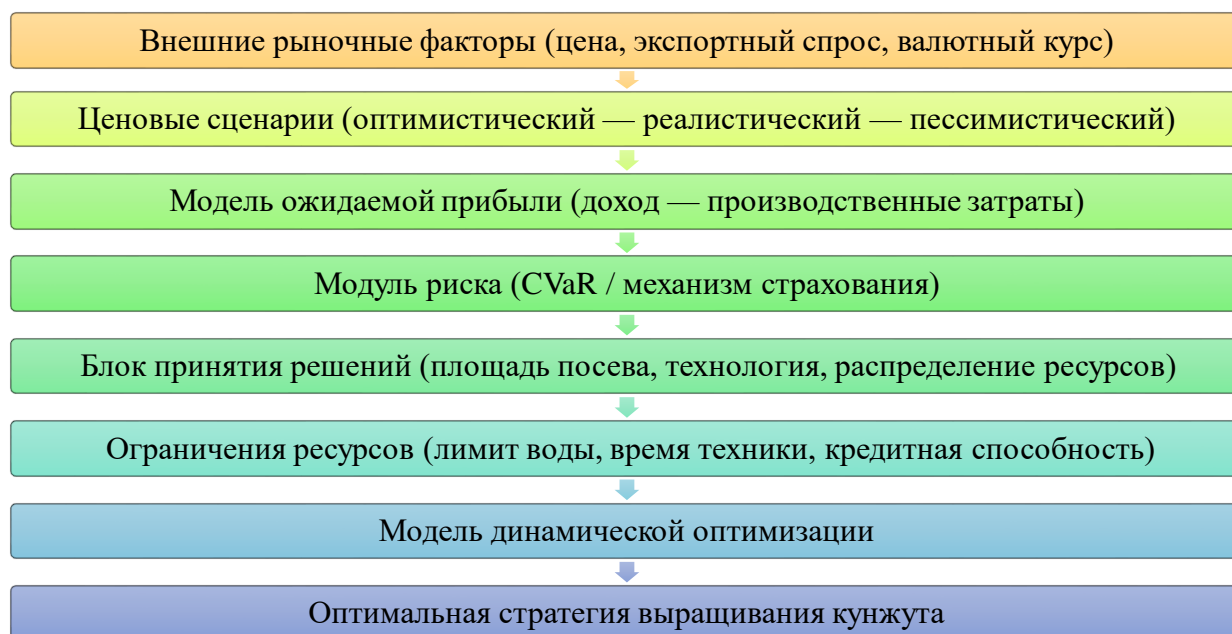 Внешние рыночные факторы (цена, экспортный спрос, валютный курс)
Ценовые сценарии (оптимистический — реалистический — пессимистический)
Модель ожидаемой прибыли (доход — производственные затраты)
Модуль риска (CVaR / механизм страхования)
Блок принятия решений (площадь посева, технология, распределение ресурсов)
Ограничения ресурсов (лимит воды, время техники, кредитная способность)
Модель динамической оптимизации
Оптимальная стратегия выращивания кунжута